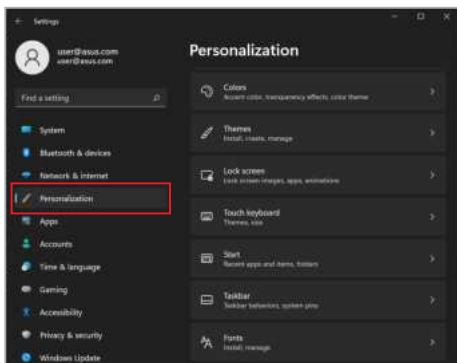 Settings
user@asus.com
user@asus.com
Find a setting
System
Bluetooth & devices
Network & internet
Personalization
Apps
Accounts
Time & language
Gaming
Accessibility
Privacy & security
Windows Update
Personalization
Colors
Accent color, transparency effects, color theme
Themes
Install, create, manage
Lock screen
Lock screen images, apps, animations
Touch keyboard
Themes, size
Start
Recent apps and items, folders
Taskbar
Taskbar behaviors, system pins
Fonts
Install, manage